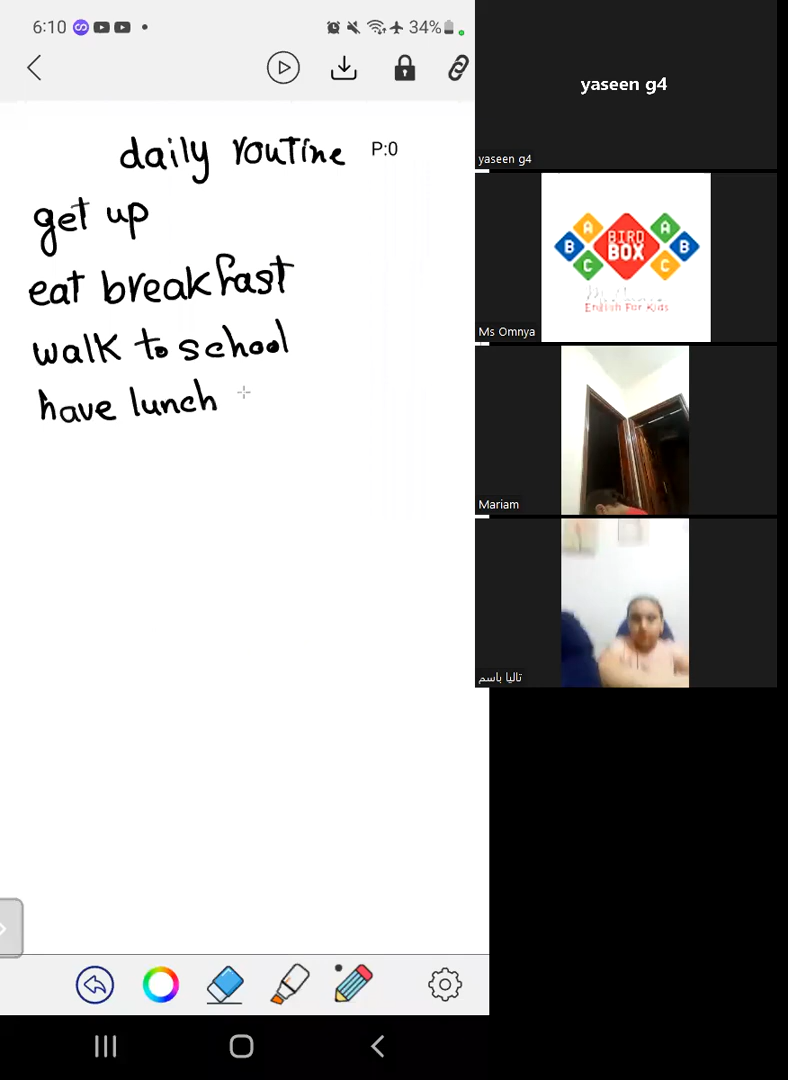 6:10
34%
daily routine
P:0
get up
eat breakfast
walk to school
have lunch
yaseen g4
yaseen g4
A
B
C
BIRD
BOX
A
B
C
English For Kids
Ms Omnya
Mariam
تاليا باسم